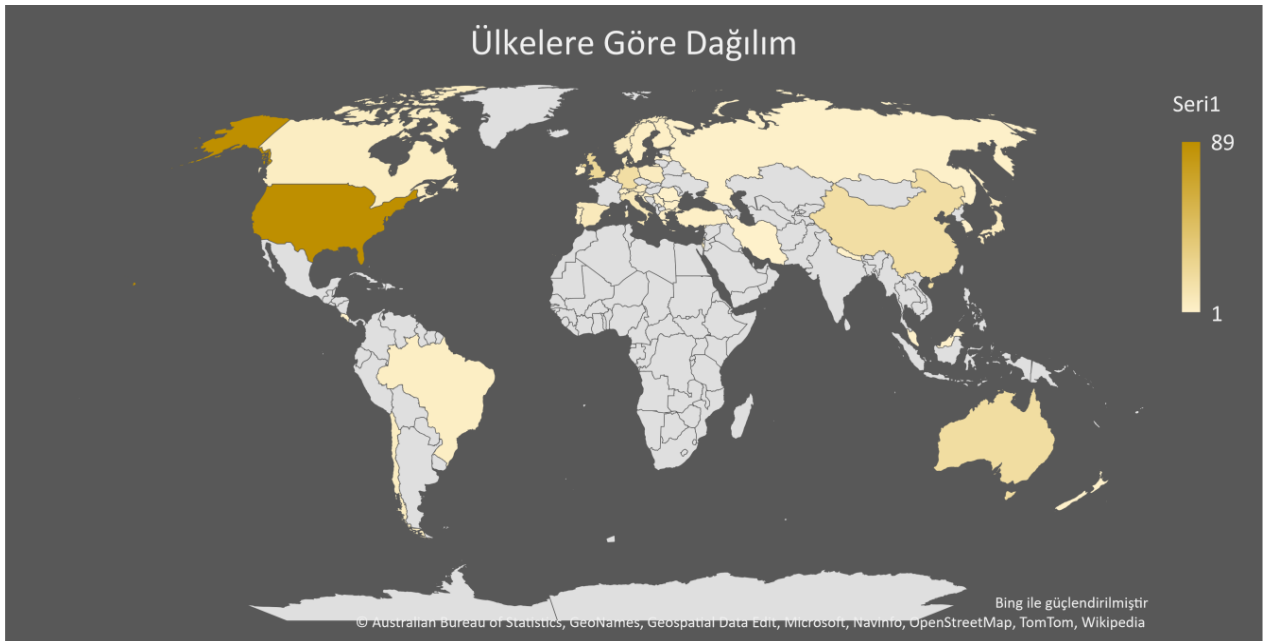 Ülkelere Göre Dağılım
Seri1
89
1
Bing ile güçlendirilmiştir
© Australian Bureau of Statistics, GeoNames, Geospatial Data Edit, Microsoft, Navinfo, OpenStreetMap, TomTom, Wikipedia